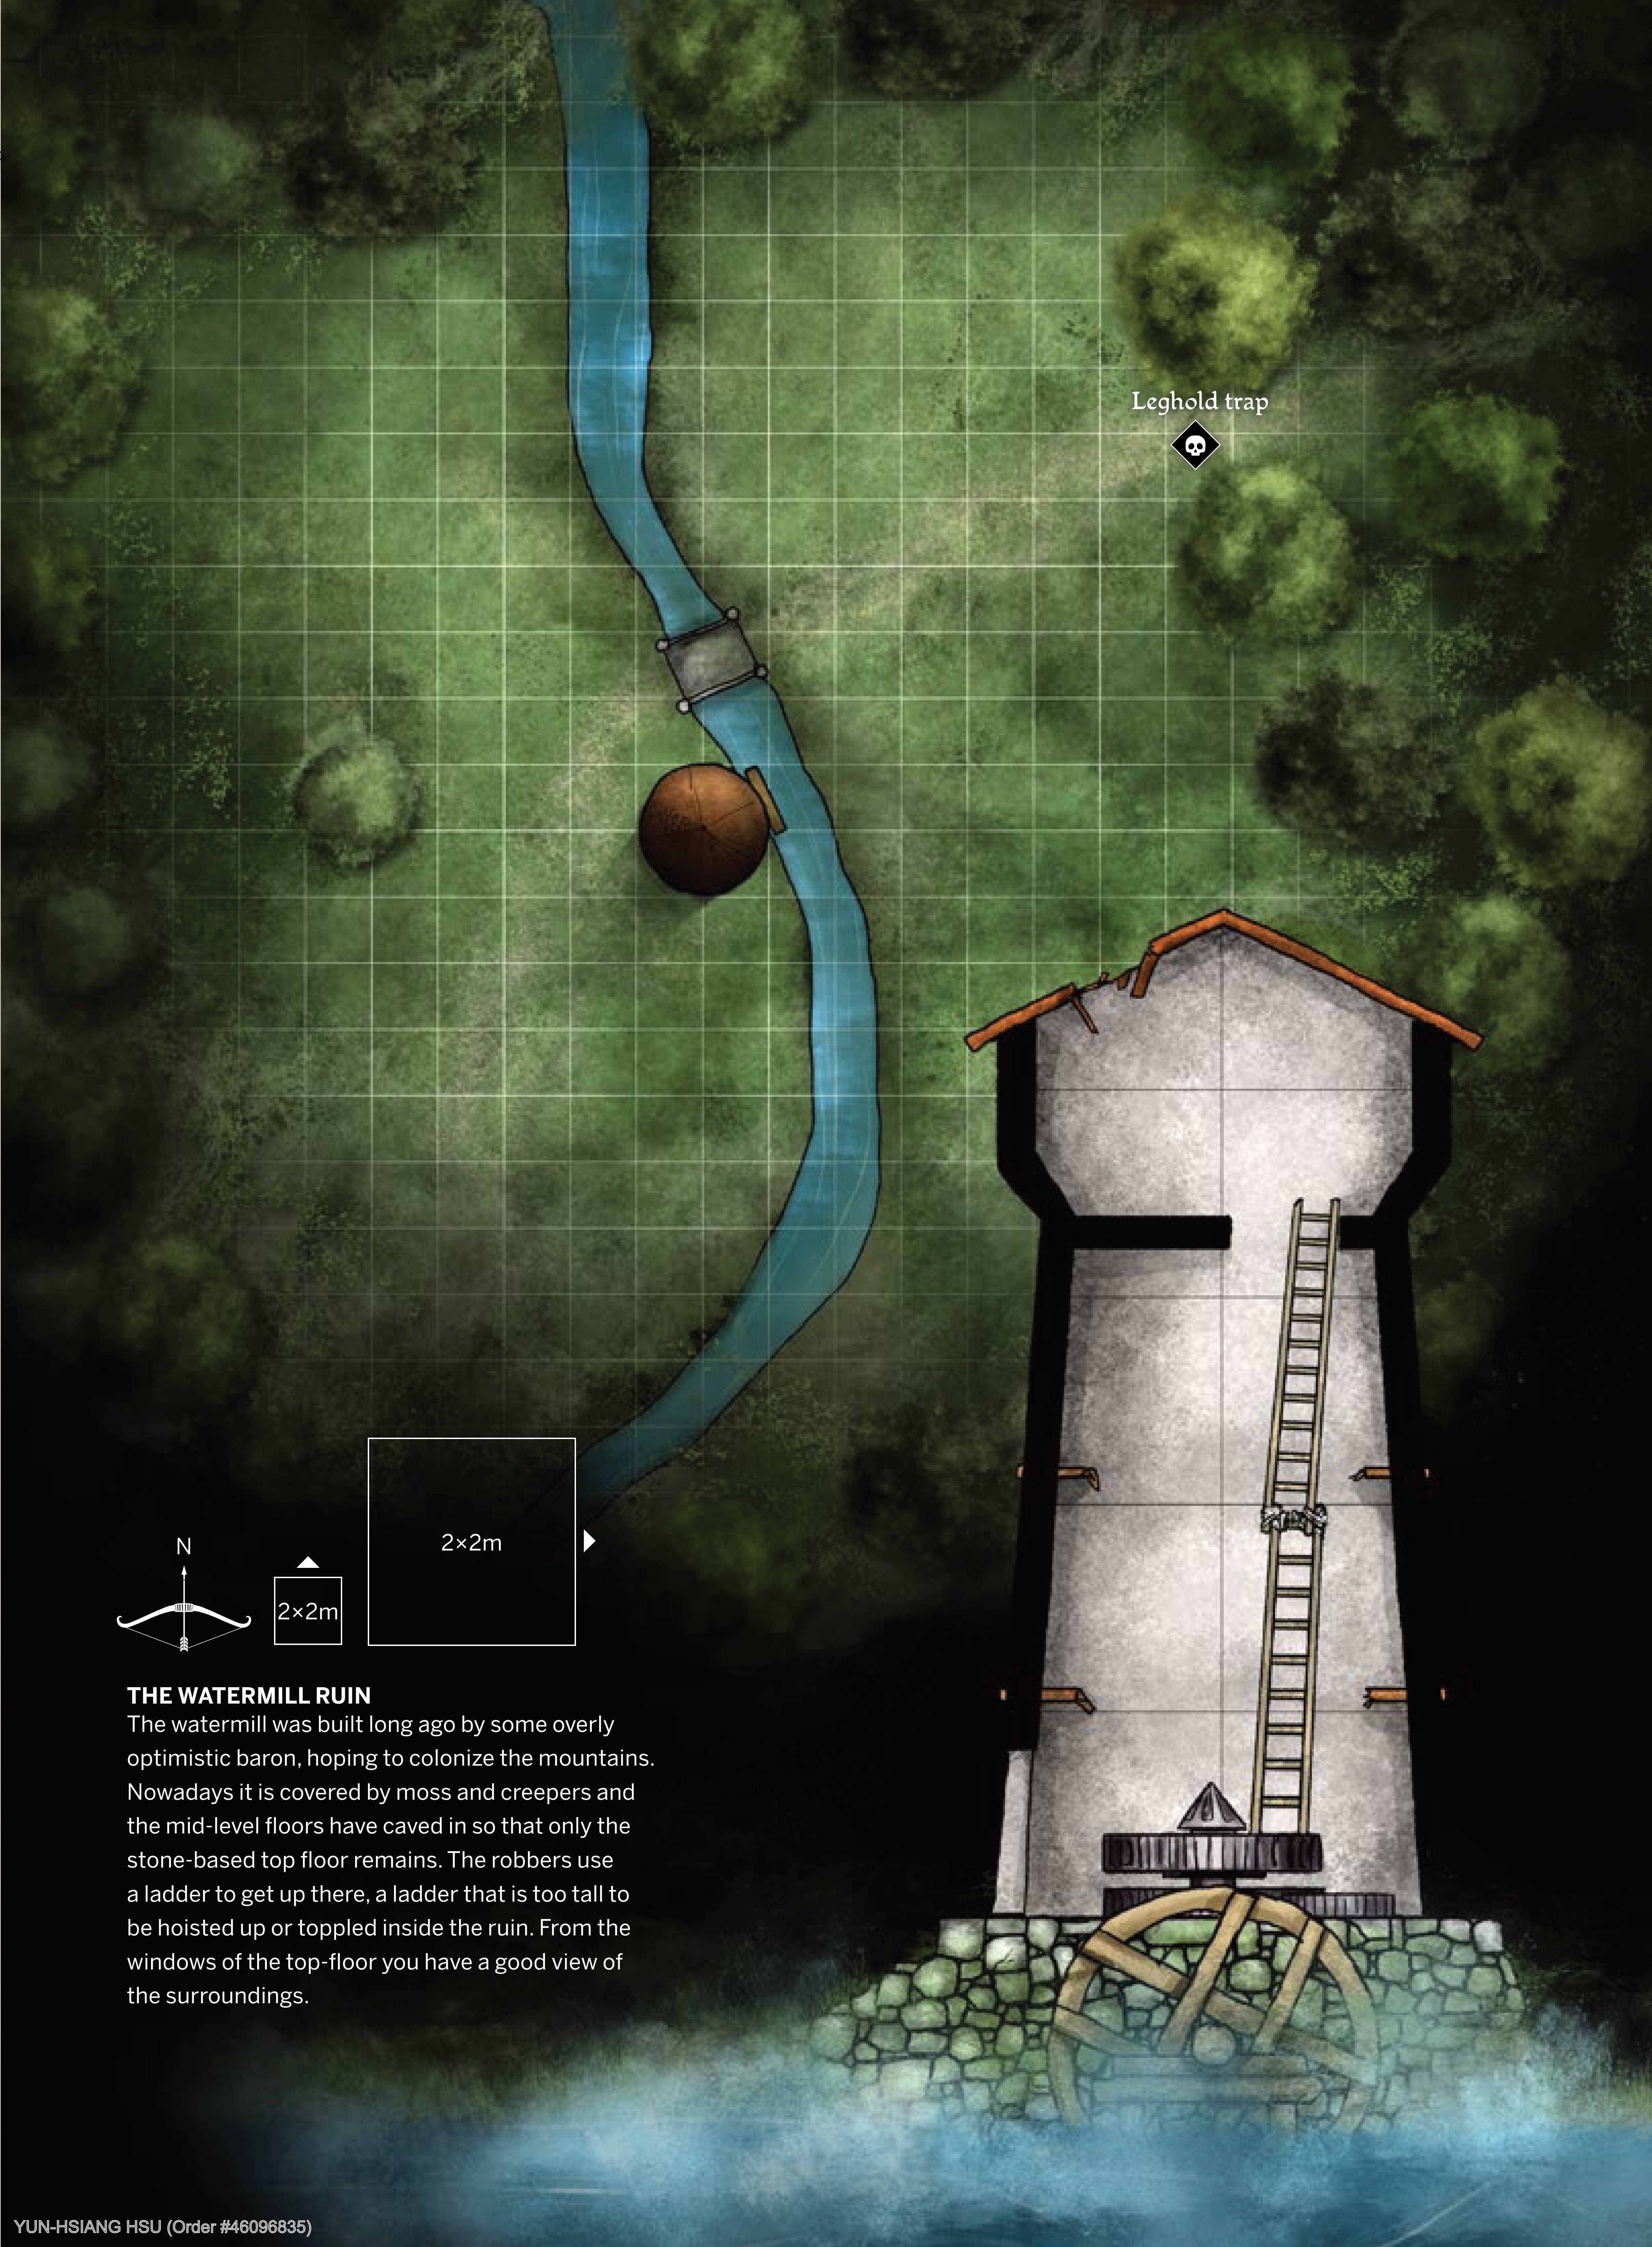 Leghold trap
2×2m
N
2×2m
THE WATERMILL RUIN
The watermill was built long ago by some overly
optimistic baron, hoping to colonize the mountains.
Nowadays it is covered by moss and creepers and
the mid-level floors have caved in so that only the
stone-based top floor remains. The robbers use
a ladder to get up there, a ladder that is too tall to
be hoisted up or toppled inside the ruin. From the
windows of the top-floor you have a good view of
the surroundings.
YUN-HSIANG HSU (Order #46096835)